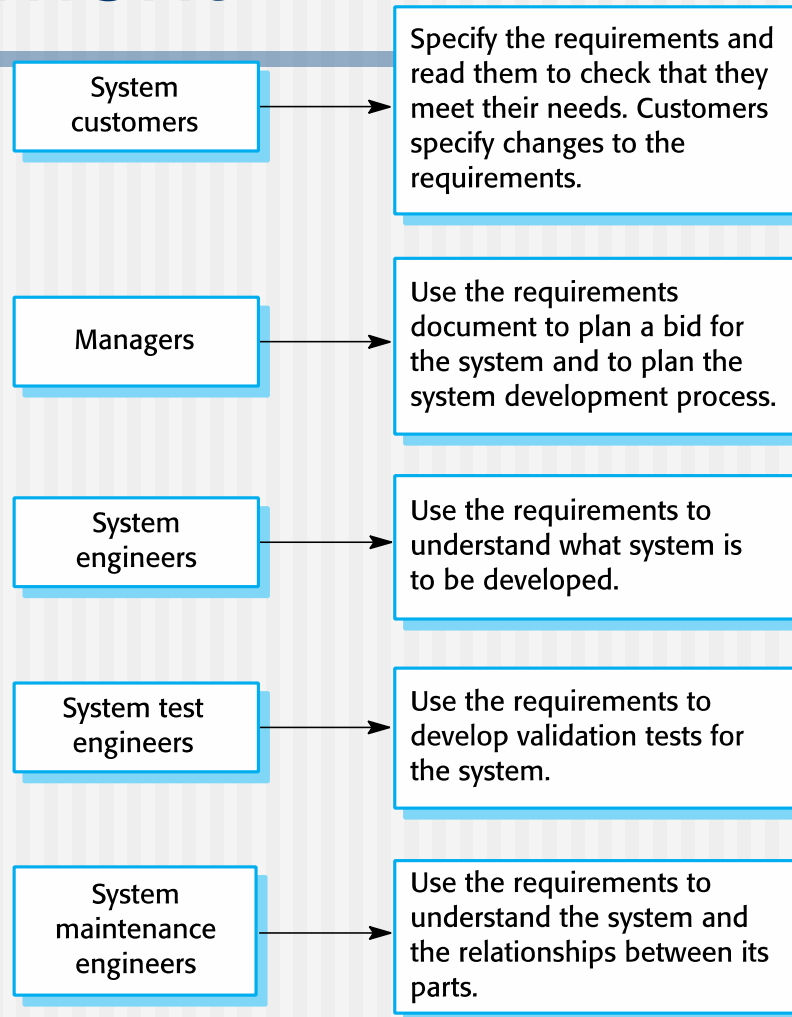 System
customers
Specify the requirements and
read them to check that they
meet their needs. Customers
specify changes to the
requirements.
Managers
Use the requirements
document to plan a bid for
the system and to plan the
system development process.
System
engineers
Use the requirements to
understand what system is
to be developed.
System test
engineers
Use the requirements to
develop validation tests for
the system.
System
maintenance
engineers
Use the requirements to
understand the system and
the relationships between its
parts.